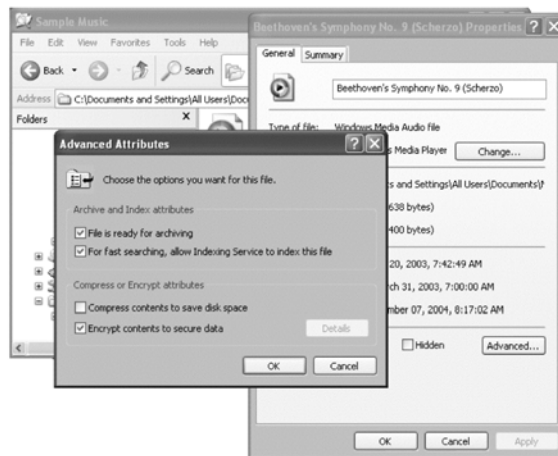 Sample Music
File Edit View Favorites Tools Help
Back Search
Address C:\Documents and Settings\All Users\Doc
Folders X
Beethoven's Symphony No. 9 (Scherzo) Properties
General Summary
Beethoven's Symphony No. 9 (Scherzo)
Type of file: Windows Media Audio file
s Media Player Change...
s and Settings\All Users\Documents\
638 bytes)
400 bytes)
20, 2003, 7:42:49 AM
ch 31, 2003, 7:00:00 AM
mber 07, 2004, 8:17:02 AM
Hidden Advanced...
OK Cancel Apply
Advanced Attributes
Choose the options you want for this file.
Archive and Index attributes
File is ready for archiving
For fast searching, allow Indexing Service to index this file
Compress or Encrypt attributes
Compress contents to save disk space
Encrypt contents to secure data Details
OK Cancel